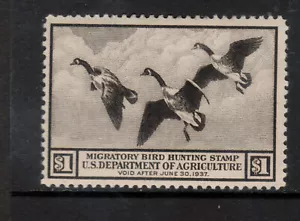 MIGRATORY BIRD HUNTING STAMP
$1 U.S. DEPARTMENT OF AGRICULTURE $1
VOID AFTER JUNE 30, 1937.